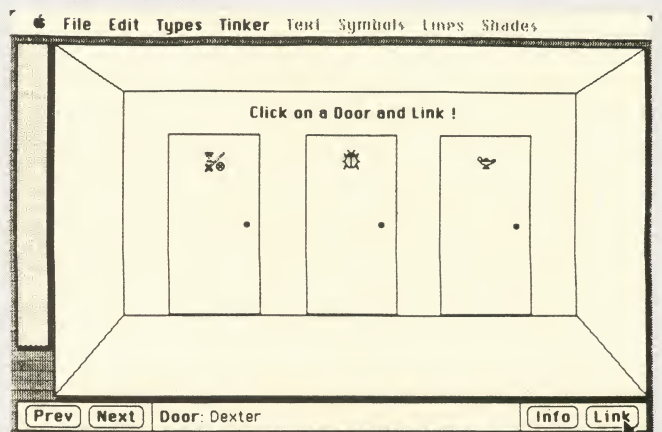 File Edit Types Tinker Text Symbols Lines Shades
Click on a Door and Link !
Prev Next Door: Dexter Info Link